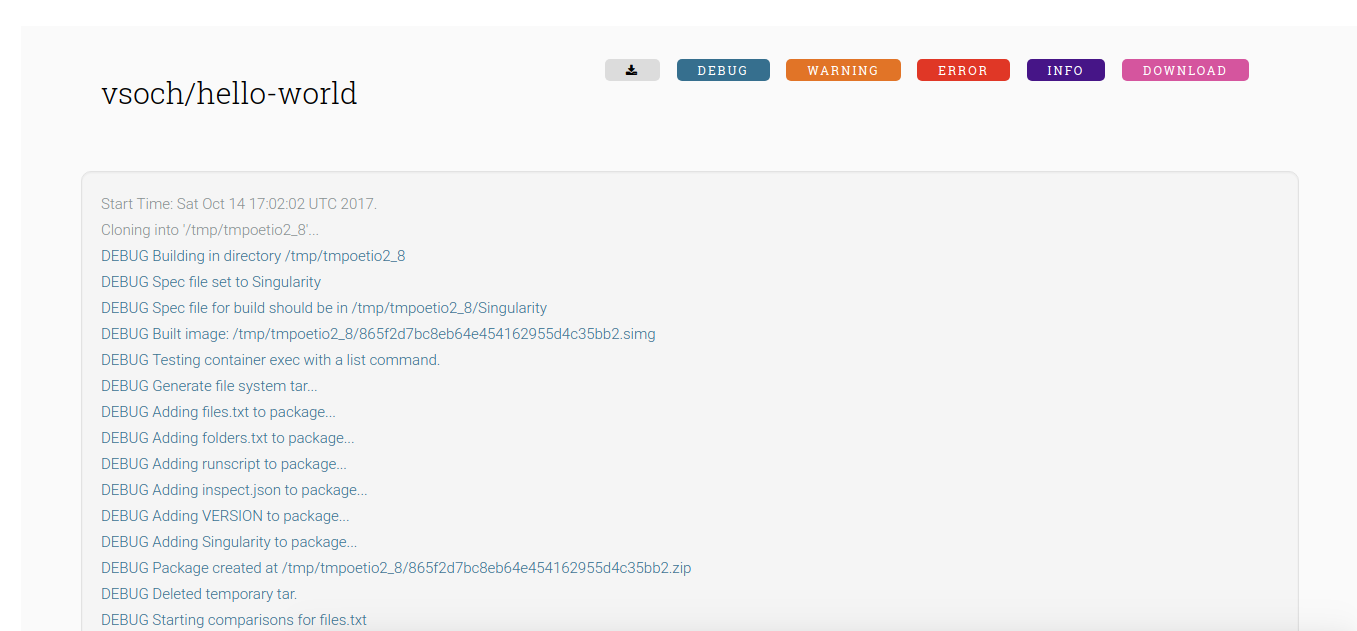 vsoch/hello-world
DEBUG WARNING ERROR INFO DOWNLOAD
Start Time: Sat Oct 14 17:02:02 UTC 2017.
Cloning into '/tmp/tmpoetio2_8'...
DEBUG Building in directory /tmp/tmpoetio2_8
DEBUG Spec file set to Singularity
DEBUG Spec file for build should be in /tmp/tmpoetio2_8/Singularity
DEBUG Built image: /tmp/tmpoetio2_8/865f2d7bc8eb64e454162955d4c35bb2.simg
DEBUG Testing container exec with a list command.
DEBUG Generate file system tar...
DEBUG Adding files.txt to package...
DEBUG Adding folders.txt to package...
DEBUG Adding runscript to package...
DEBUG Adding inspect.json to package...
DEBUG Adding VERSION to package...
DEBUG Adding Singularity to package...
DEBUG Package created at /tmp/tmpoetio2_8/865f2d7bc8eb64e454162955d4c35bb2.zip
DEBUG Deleted temporary tar.
DEBUG Starting comparisons for files.txt